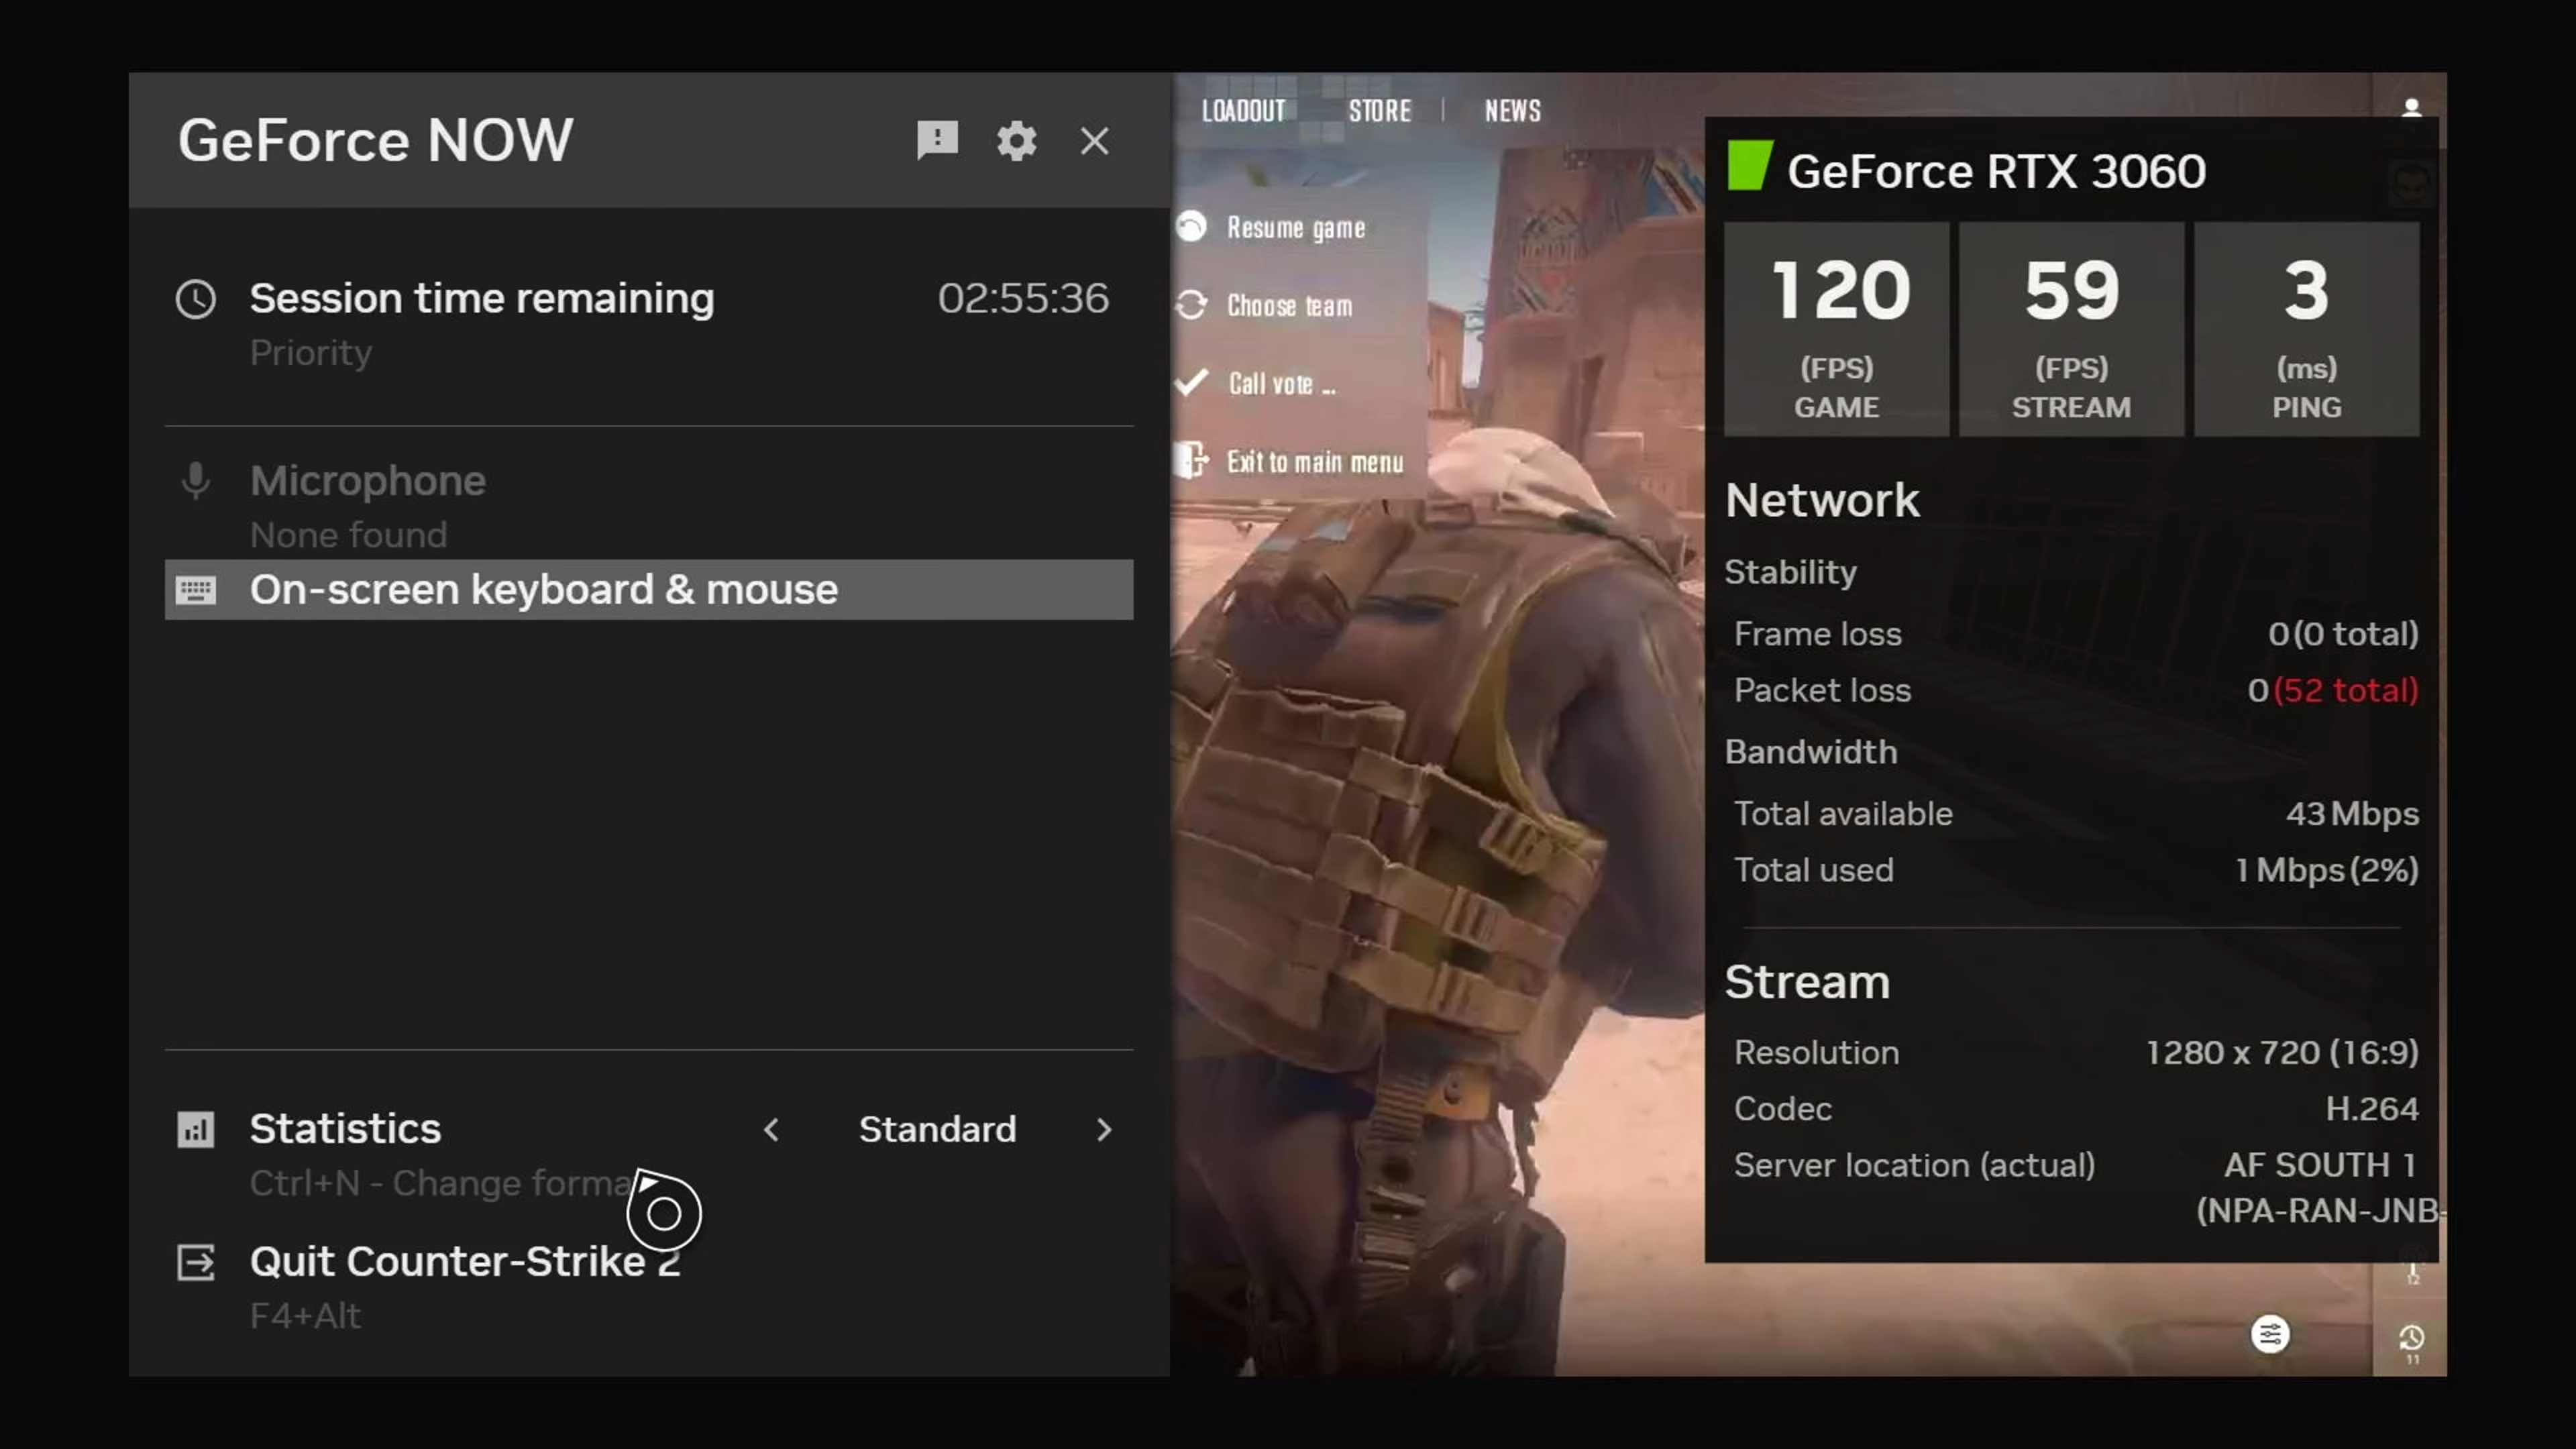 GeForce NOW
Session time remaining 02:55:36
Priority
Microphone
None found
On-screen keyboard & mouse
Statistics < Standard >
Ctrl+N - Change forma
Quit Counter-Strike 2
F4+Alt
LOADOUT STORE | NEWS
Resume game
Choose team
Call vote ...
Exit to main menu
GeForce RTX 3060
120 59 3
(FPS) (FPS) (ms)
GAME STREAM PING
Network
Stability
Frame loss 0(0 total)
Packet loss 0(52 total)
Bandwidth
Total available 43 Mbps
Total used 1 Mbps(2%)
Stream
Resolution 1280 x 720 (16:9)
Codec H.264
Server location (actual) AF SOUTH 1
(NPA-RAN-JNB-
12
11